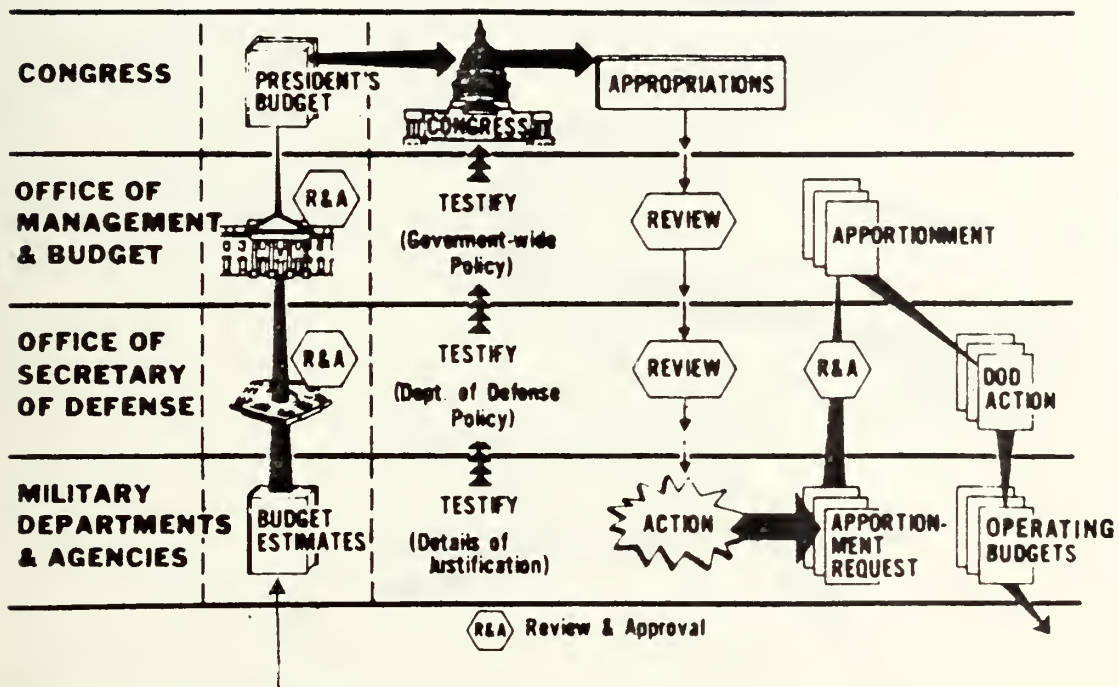 CONGRESS
PRESIDENT'S
BUDGET
CONGRESS
APPROPRIATIONS
OFFICE OF
MANAGEMENT
& BUDGET
R&A
TESTIFY
(Goverment-wide
Policy)
REVIEW
APPORTIONMENT
OFFICE OF
SECRETARY
OF DEFENSE
R&A
TESTIFY
(Dept. of Defense
Policy)
REVIEW
R&A
DOD
ACTION
MILITARY
DEPARTMENTS
& AGENCIES
BUDGET
ESTIMATES
TESTIFY
(Details of
Justification)
ACTION
APPORTION-
MENT
REQUEST
OPERATING
BUDGETS
R&A Review & Approval